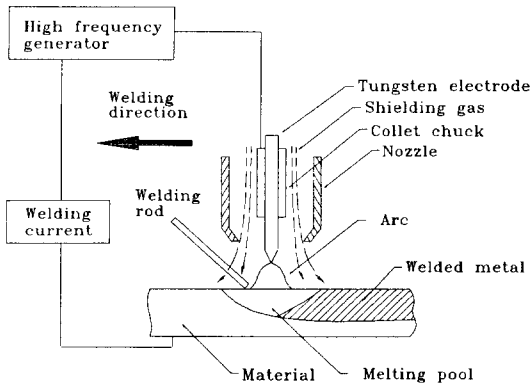 High frequency
generator
Welding
direction
Tungsten electrode
Shielding gas
Collet chuck
Nozzle
Welding
rod
Welding
current
Arc
Welded metal
Material
Melting pool